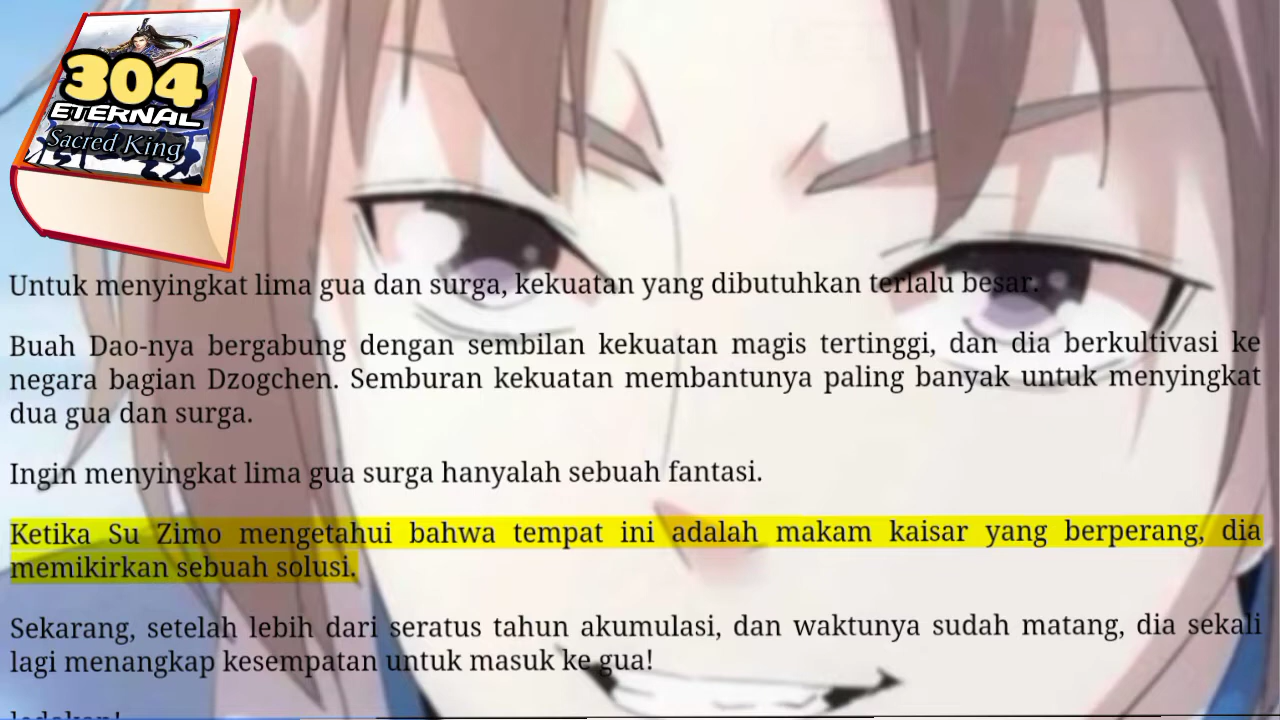 304
ETERNAL
Sacred King
Untuk menyingkat lima gua dan surga, kekuatan yang dibutuhkan terlalu besar.
Buah Dao-nya bergabung dengan sembilan kekuatan magis tertinggi, dan dia berkultivasi ke
negara bagian Dzogchen. Semburan kekuatan membantunya paling banyak untuk menyingkat
dua gua dan surga.
Ingin menyingkat lima gua surga hanyalah sebuah fantasi.
Ketika Su Zimo mengetahui bahwa tempat ini adalah makam kaisar yang berperang, dia
memikirkan sebuah solusi.
Sekarang, setelah lebih dari seratus tahun akumulasi, dan waktunya sudah matang, dia sekali
lagi menangkap kesempatan untuk masuk ke gua!